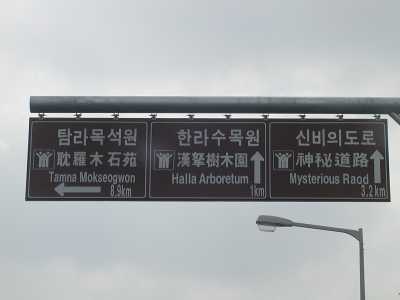 탐라목석원
耽羅木石苑
Tamna Mokseogwon
8.9km
한라수목원
漢拏樹木園
Halla Arboretum
1km
신비의도로
神秘道路
Mysterious Raod
3.2km